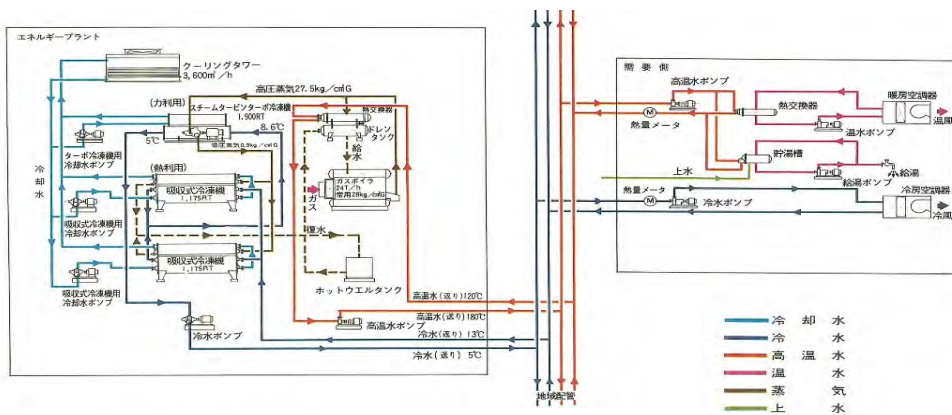 エネルギープラント
クーリングタワー
3,600㎥/h
(力利用)
スチームタービンターボ冷凍機
1,900RT
高圧蒸気27.5kg/c㎡G
熱交換器
ドレン
タンク
給
水
8.6℃
5℃
ターボ冷凍機用
冷却水ポンプ
冷
却
水
(熱利用)
吸収式冷凍機
1,175RT
ガスボイラ
24T/h
常用28kg/c㎡G
ガス
吸収式冷凍機用
冷却水ポンプ
復水
吸収式冷凍機
1,175RT
ホットウエルタンク
吸収式冷凍機用
冷却水ポンプ
冷水ポンプ
高温水ポンプ
高温水(返り)120℃
高温水(送り)180℃
冷水(返り)13℃
冷水(送り) 5℃
地域配管
需要側
高温水ポンプ
熱交換器
暖房空調器
M
熱量メータ
温水ポンプ
温風
貯湯槽
上水
給湯ポンプ
給湯
熱量メータ
M
冷水ポンプ
冷房空調器
冷風
冷却水
冷水
高温水
温水
蒸気
上水